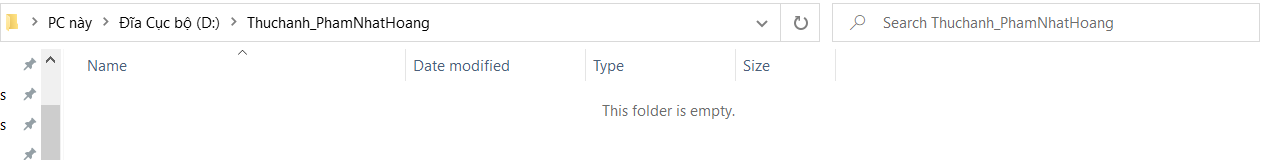 PC này > Đĩa Cục bộ (D:) > Thuchanh_PhamNhatHoang
Search Thuchanh_PhamNhatHoang
Name Date modified Type Size
This folder is empty.
s
s